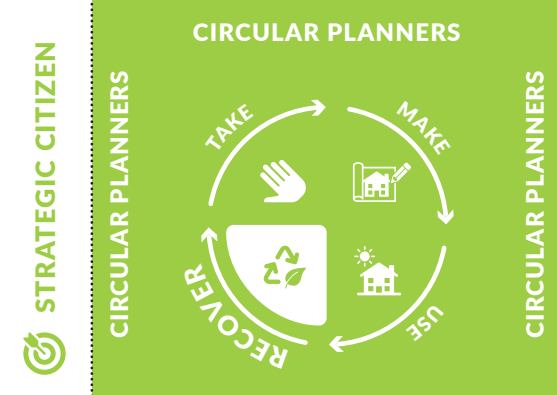 STRATEGIC CITIZEN
CIRCULAR PLANNERS
CIRCULAR PLANNERS
CIRCULAR PLANNERS
TAKE
MAKE
USE
RECOVER